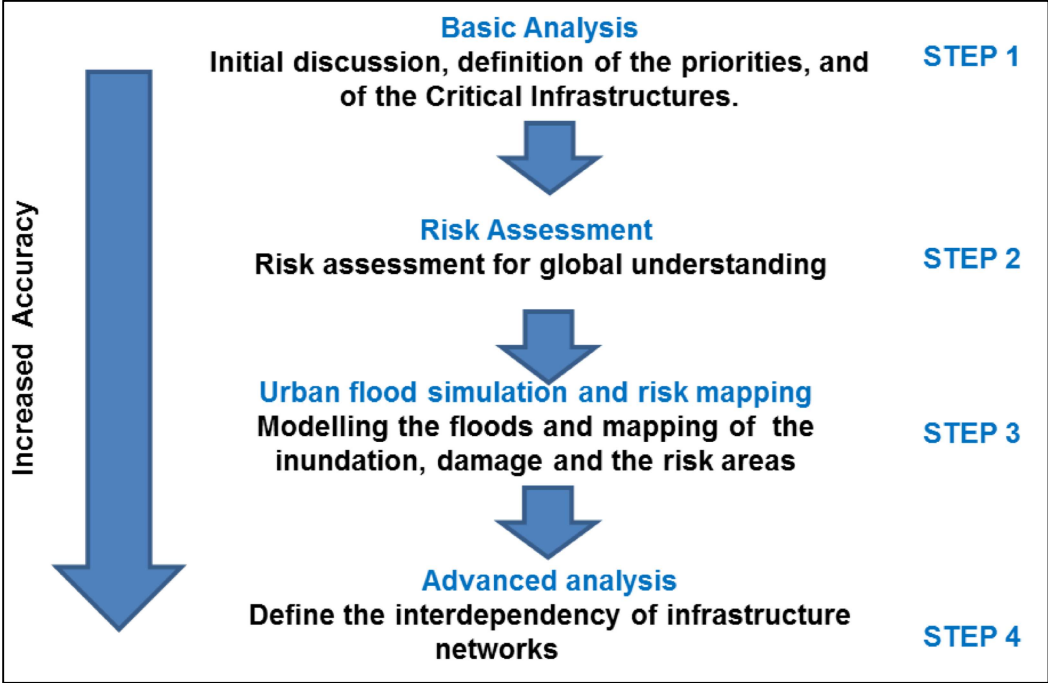 Basic Analysis
Initial discussion, definition of the priorities, and
of the Critical Infrastructures.
STEP 1
Risk Assessment
Risk assessment for global understanding
STEP 2
Urban flood simulation and risk mapping
Modelling the floods and mapping of the
inundation, damage and the risk areas
STEP 3
Advanced analysis
Define the interdependency of infrastructure
networks
STEP 4
Increased Accuracy